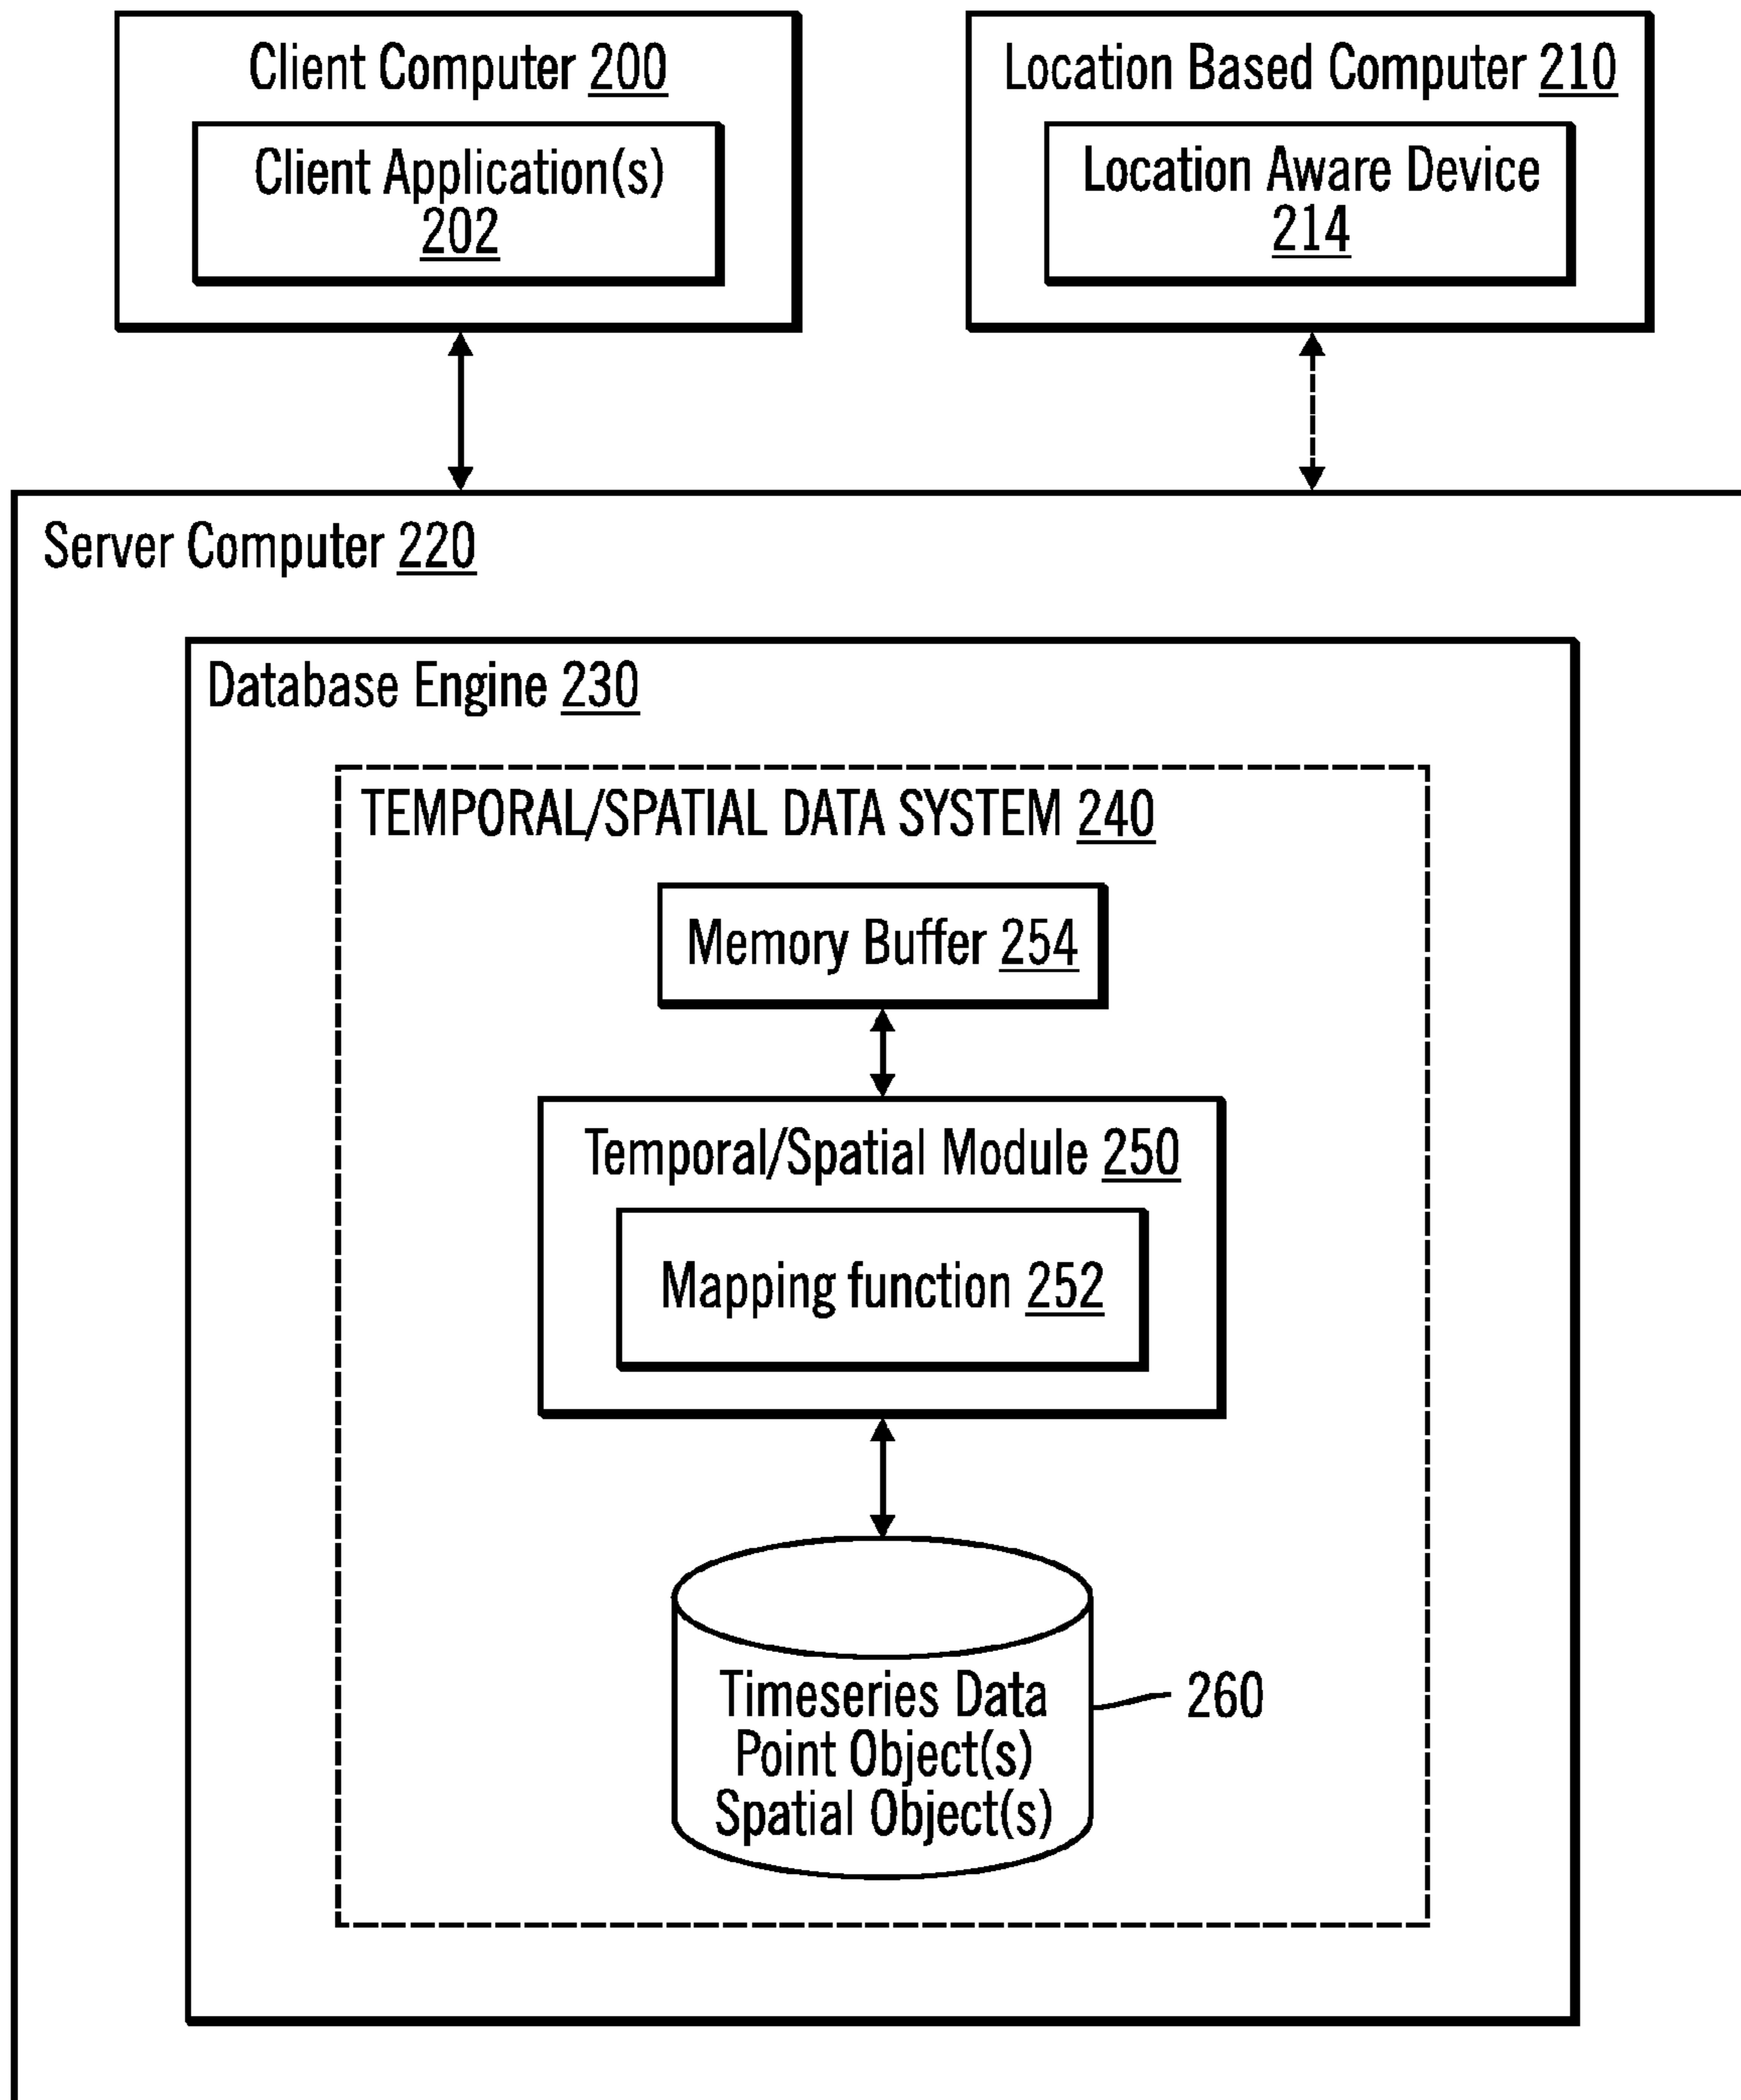 Client Computer 200
Client Application(s)
202
Location Based Computer 210
Location Aware Device
214
Server Computer 220
Database Engine 230
TEMPORAL/SPATIAL DATA SYSTEM 240
Memory Buffer 254
Temporal/Spatial Module 250
Mapping function 252
Timeseries Data
Point Object(s)
Spatial Object(s)
260